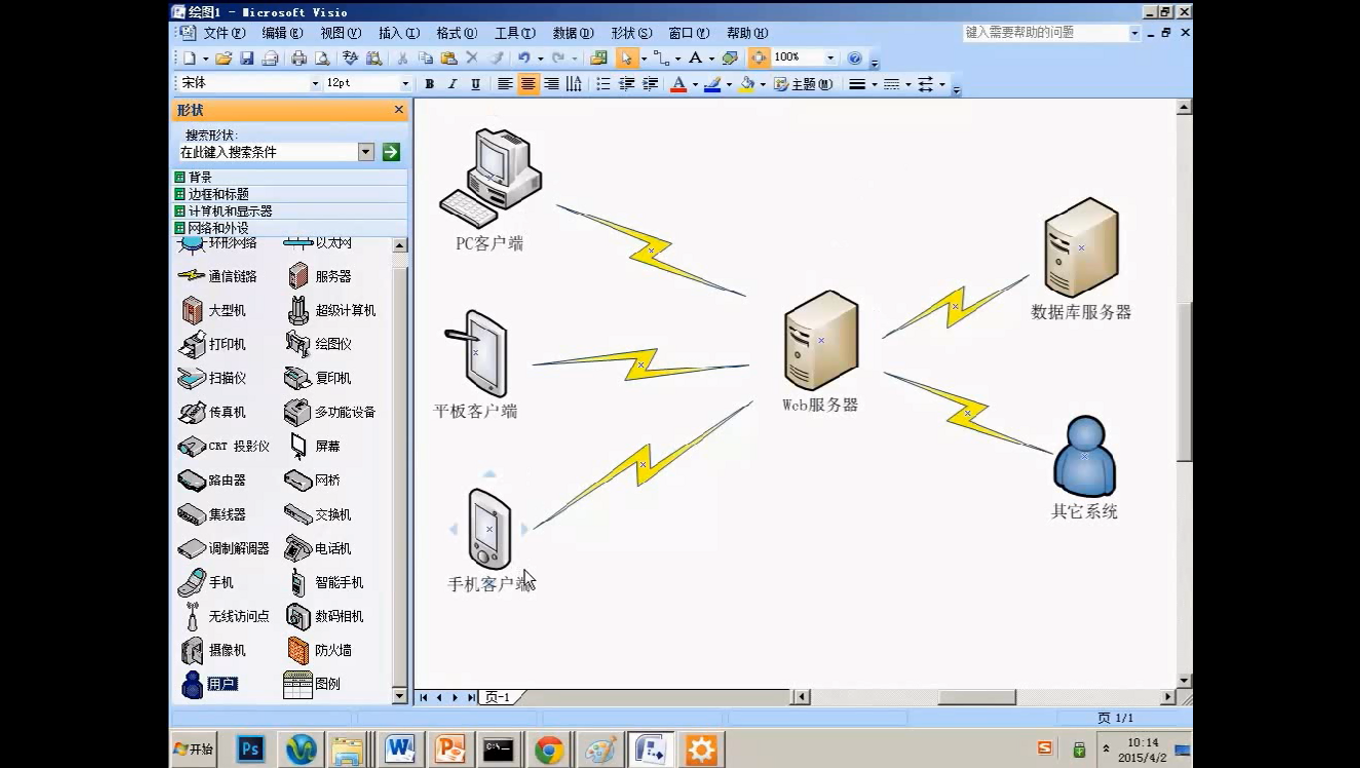 绘图1 - Microsoft Visio
文件(F) 编辑(E) 视图(V) 插入(I) 格式(O) 工具(T) 数据(D) 形状(S) 窗口(W) 帮助(H) 键入需要帮助的问题
100%
宋体 12pt B I U A 主题(M)
形状
搜索形状:
在此键入搜索条件
背景
边框和标题
计算机和显示器
网络和外设
环形网络 以太网
通信链路 服务器
大型机 超级计算机
打印机 绘图仪
扫描仪 复印机
传真机 多功能设备
CRT 投影仪 屏幕
路由器 网桥
集线器 交换机
调制解调器 电话机
手机 智能手机
无线访问点 数码相机
摄像机 防火墙
用户 图例
PC客户端
平板客户端
手机客户端
Web服务器
数据库服务器
其它系统
页-1
页 1/1
开始 Ps W P C:\ S 10:14
2015/4/2